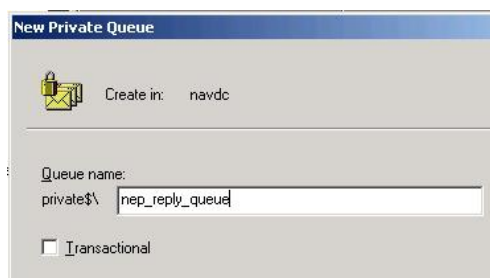 New Private Queue
Create in: navdc
Queue name:
private$\ nep_reply_queue
Transactional